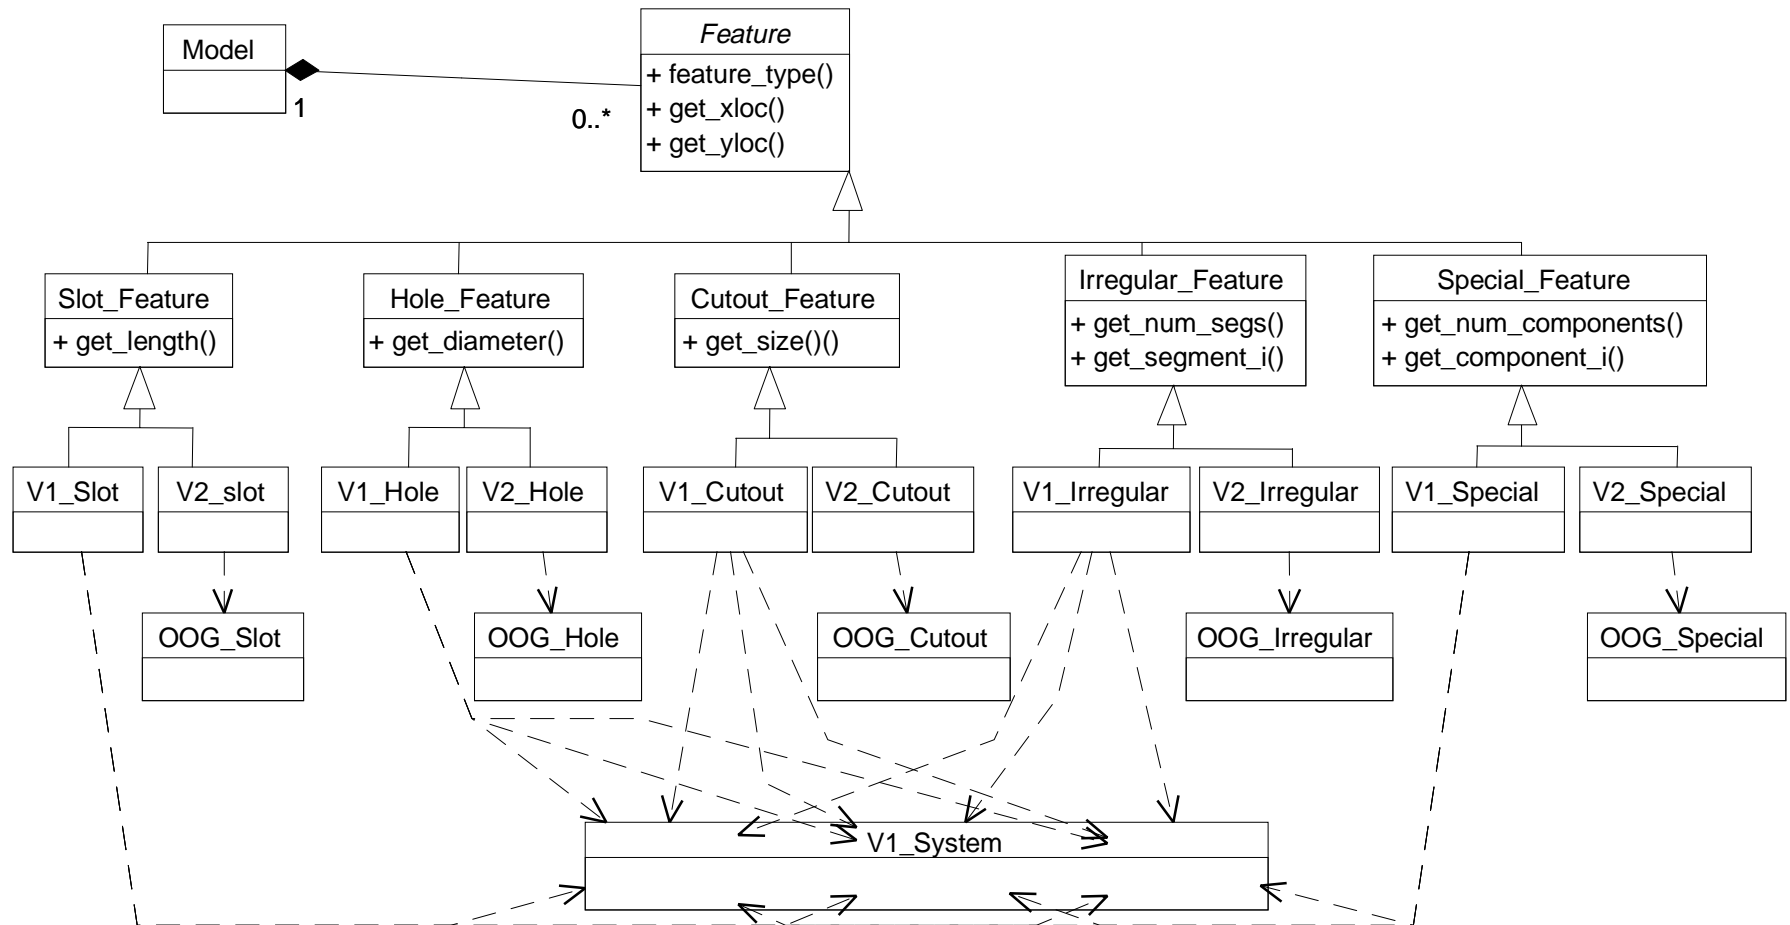 Model
Feature
+ feature_type()
+ get_xloc()
+ get_yloc()
1
0..*
Slot_Feature
+ get_length()
Hole_Feature
+ get_diameter()
Cutout_Feature
+ get_size()()
Irregular_Feature
+ get_num_segs()
+ get_segment_i()
Special_Feature
+ get_num_components()
+ get_component_i()
V1_Slot
V2_slot
V1_Hole
V2_Hole
V1_Cutout
V2_Cutout
V1_Irregular
V2_Irregular
V1_Special
V2_Special
OOG_Slot
OOG_Hole
OOG_Cutout
OOG_Irregular
OOG_Special
V1_System